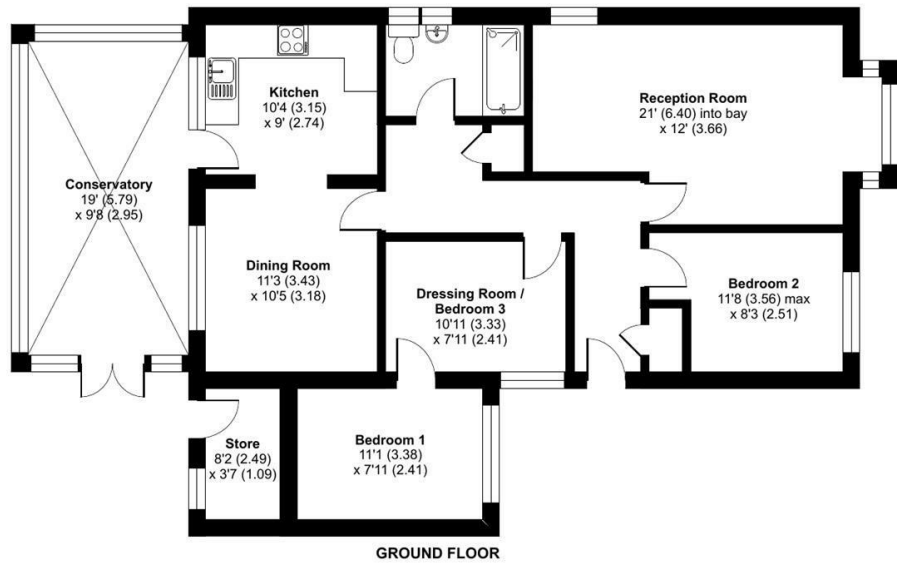 Kitchen
10'4 (3.15)
x 9' (2.74)
Reception Room
21' (6.40) into bay
x 12' (3.66)
Conservatory
19' (5.79)
x 9'8 (2.95)
Dining Room
11'3 (3.43)
x 10'5 (3.18)
Dressing Room /
Bedroom 3
10'11 (3.33)
x 7'11 (2.41)
Bedroom 2
11'8 (3.56) max
x 8'3 (2.51)
Store
8'2 (2.49)
x 3'7 (1.09)
Bedroom 1
11'1 (3.38)
x 7'11 (2.41)
GROUND FLOOR